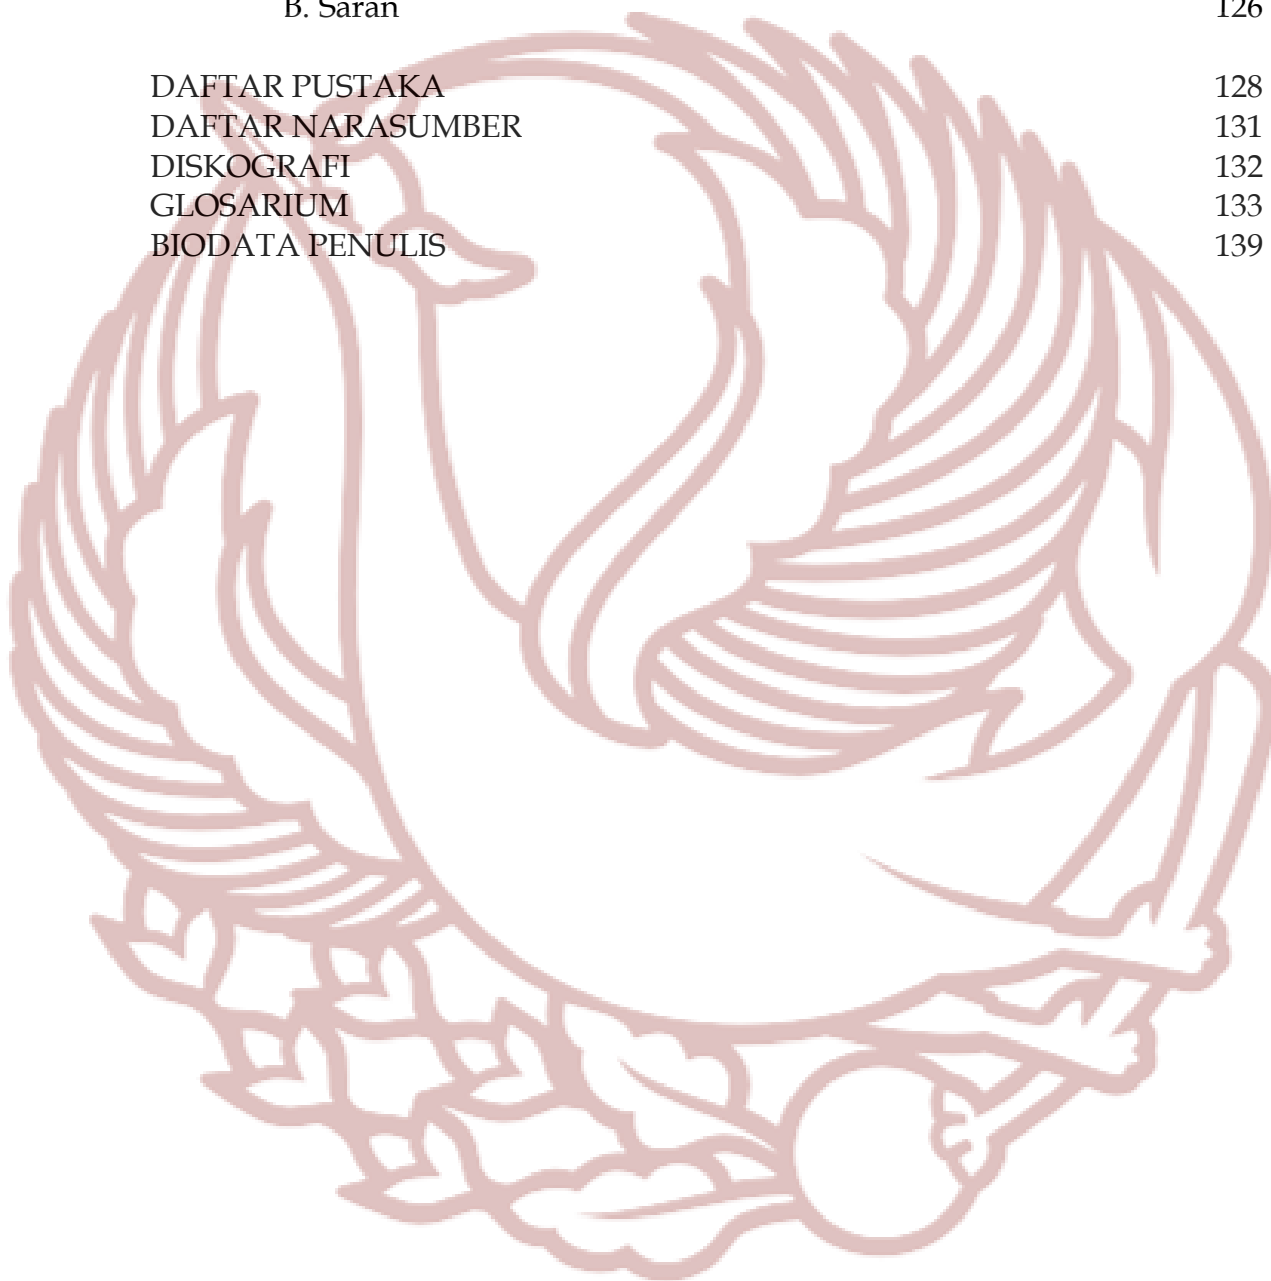 B. Saran 126
DAFTAR PUSTAKA 128
DAFTAR NARASUMBER 131
DISKOGRAFI 132
GLOSARIUM 133
BIODATA PENULIS 139